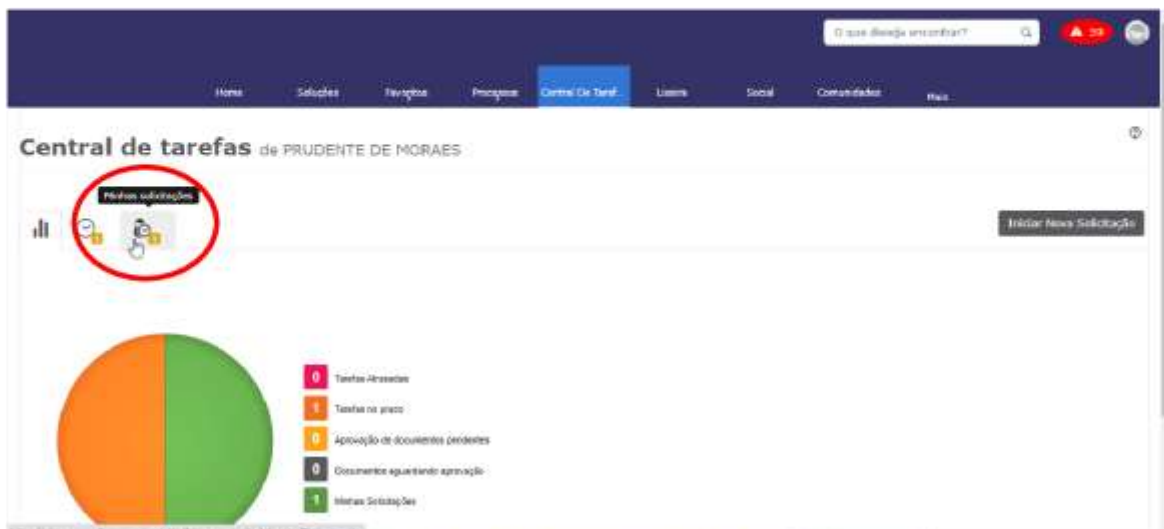 O que deseja encontrar?
39
Home Soluções Favoritos Processos Central De Taref... Social Comunidades Mais
Central de tarefas de PRUDENTE DE MORAES
Minhas solicitações
1 1
Iniciar Nova Solicitação
0 Tarefas Atrasadas
1 Tarefas no prazo
0 Aprovação de documentos pendentes
0 Documentos aguardando aprovação
1 Minhas Solicitações